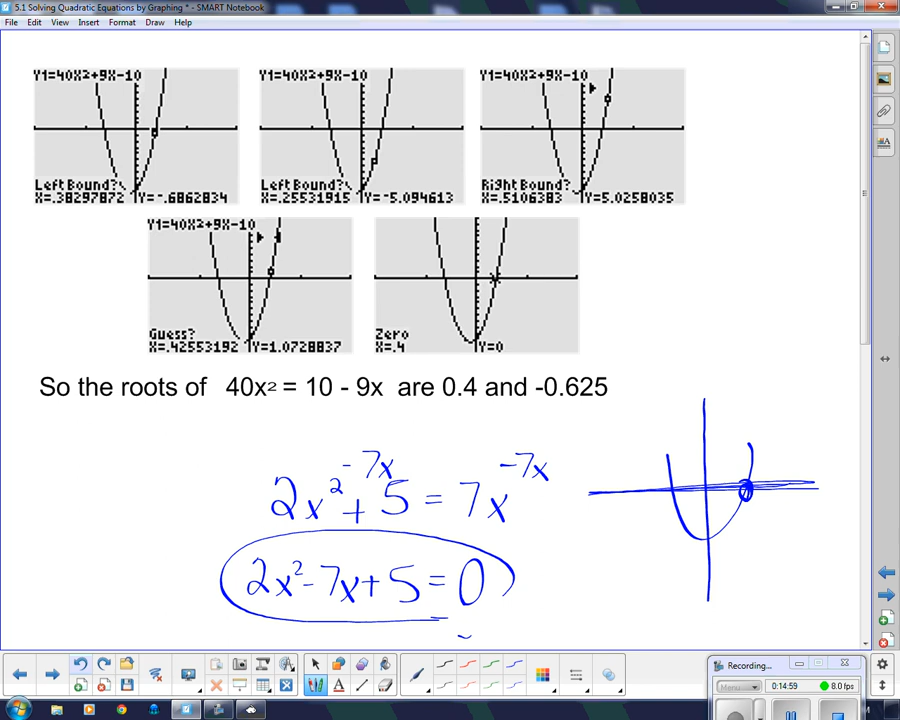 5.1 Solving Quadratic Equations by Graphing * - SMART Notebook
File Edit View Insert Format Draw Help
Y1=40X2+9X-10 Y1=40X2+9X-10 Y1=40X2+9X-10
Left Bound? Left Bound? Right Bound?
X=.38297872 Y=-.6862834 X=.25531915 Y=-5.094613 X=.5106383 Y=5.0258035
Y1=40X2+9X-10
Guess? Zero
X=.42553192 Y=1.0728837 X=.4 Y=0
So the roots of 40x² = 10 - 9x are 0.4 and -0.625
-7x -7x
2x² + 5 = 7x
2x² - 7x + 5 = 0
Recording...
Menu 0:14:59 8.0 fps